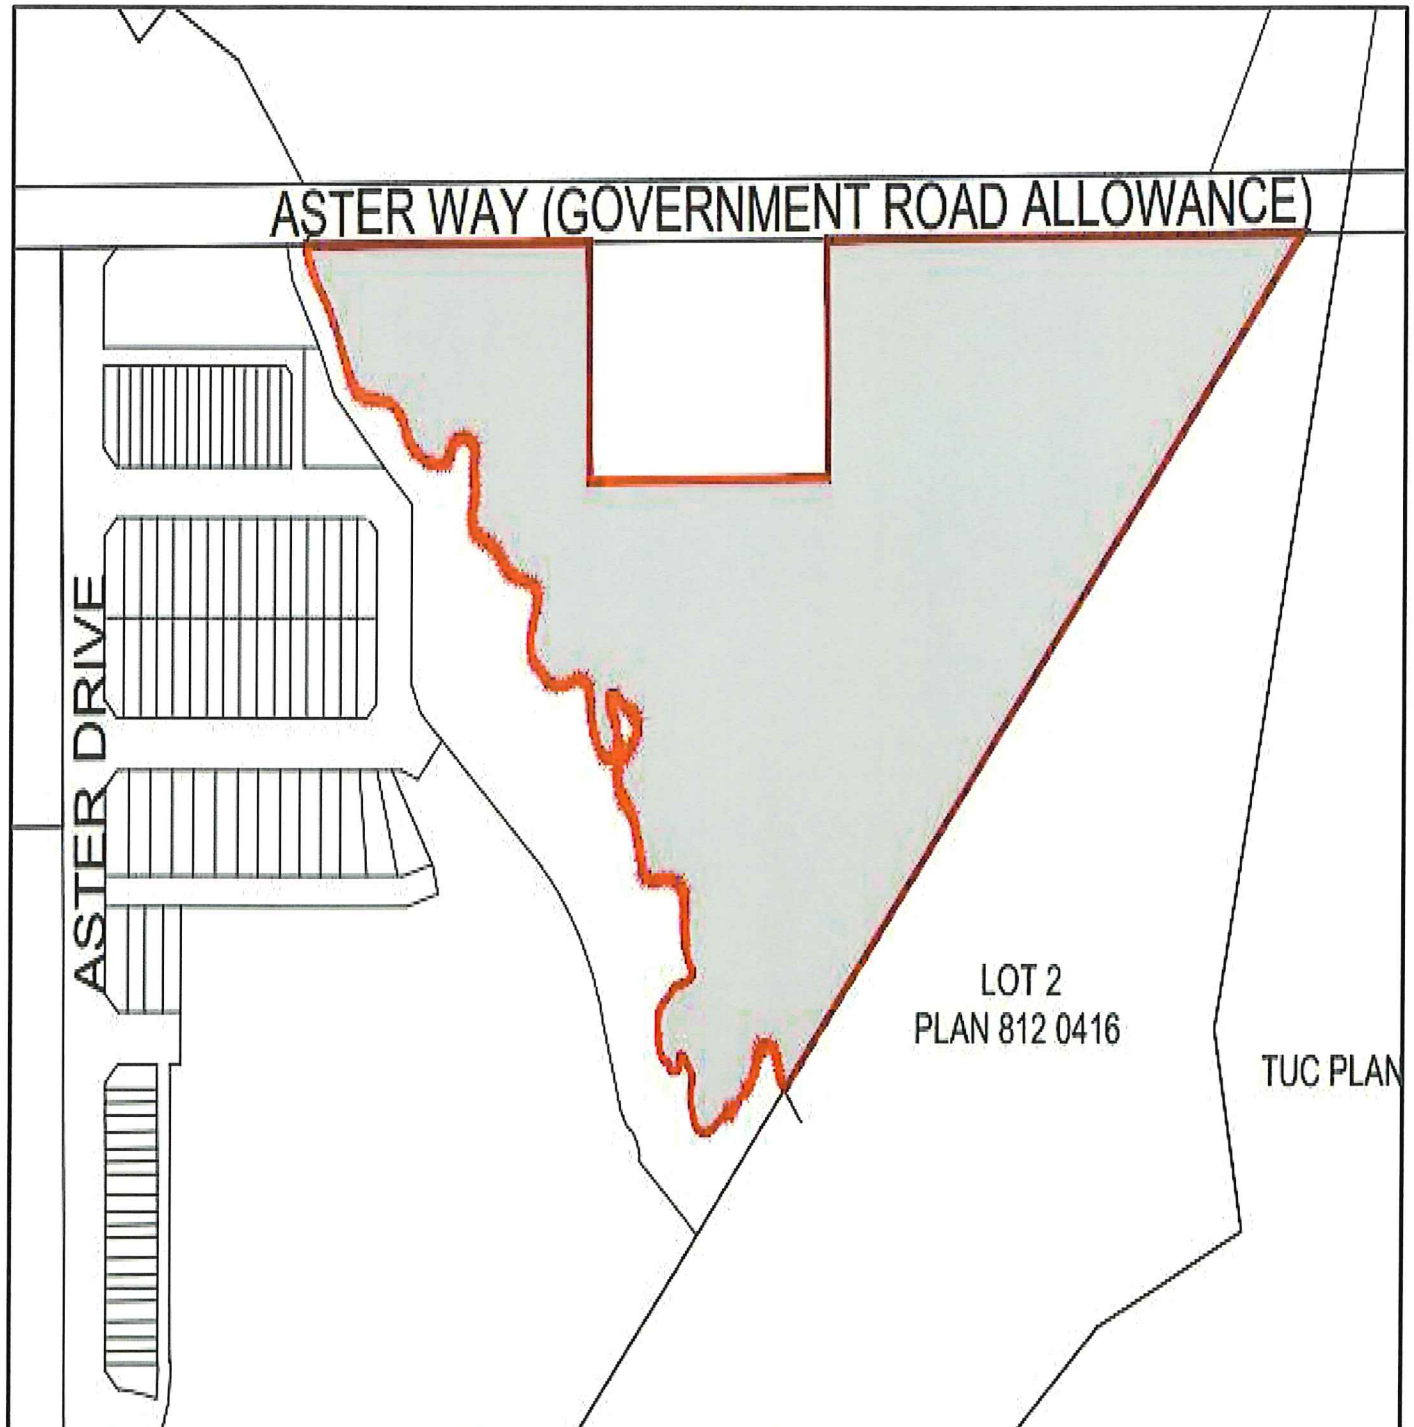 ASTER WAY (GOVERNMENT ROAD ALLOWANCE)
ASTER DRIVE
LOT 2
PLAN 812 0416
TUC PLAN